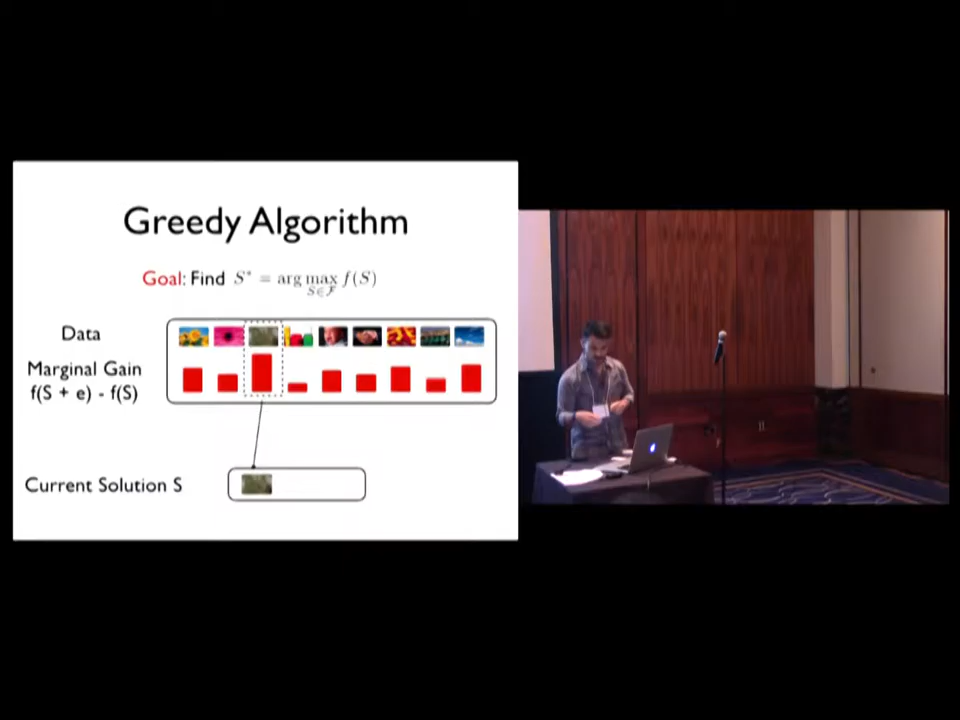 Greedy Algorithm
Goal: Find S* = arg max f(S)
S∈F
Data
Marginal Gain
f(S + e) - f(S)
Current Solution S